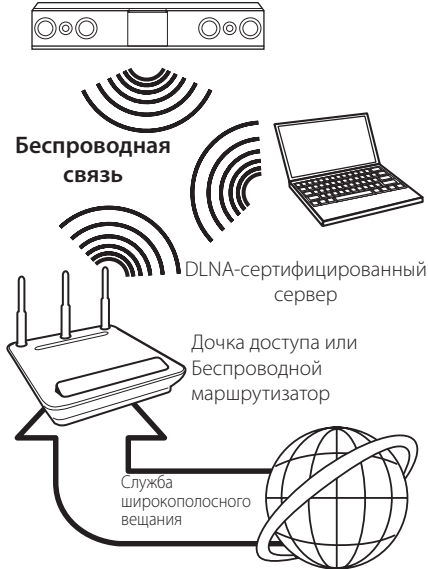 Беспроводная
связь
DLNA-сертифицированный
сервер
Дочка доступа или
Беспроводной
маршрутизатор
Служба
широкополосного
вещания